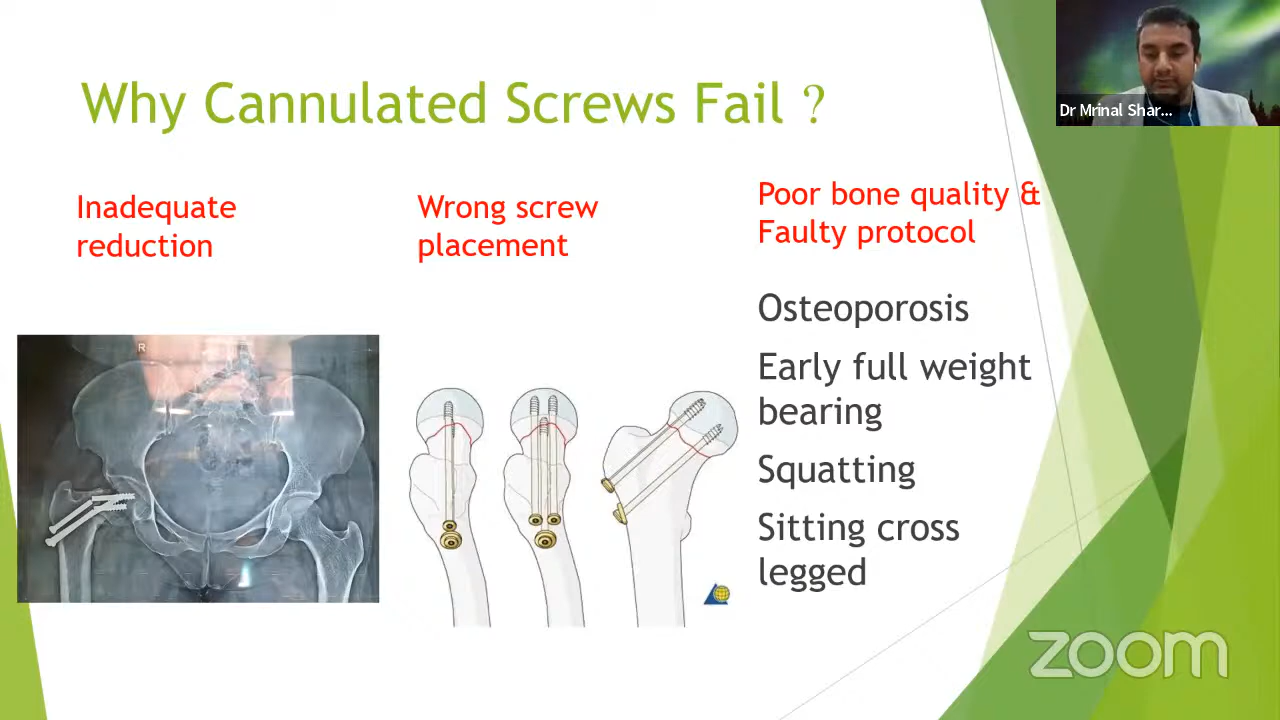 Why Cannulated Screws Fail ?
Dr Mrinal Shar...
Inadequate
reduction
Wrong screw
placement
Poor bone quality &
Faulty protocol
Osteoporosis
Early full weight
bearing
Squatting
Sitting cross
legged
R
zoom